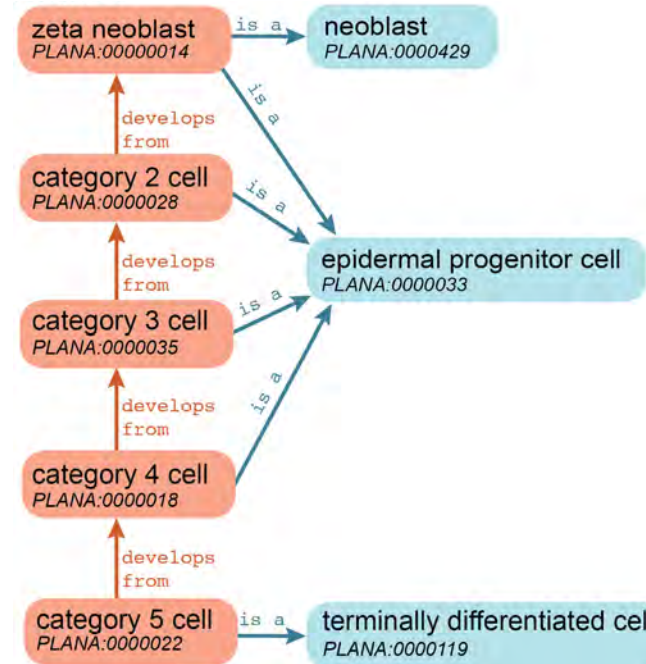 zeta neoblast
PLANA:00000014
is a
neoblast
PLANA:0000429
is a
develops
from
category 2 cell
PLANA:0000028
is a
epidermal progenitor cell
PLANA:0000033
develops
from
category 3 cell
PLANA:0000035
is a
develops
from
is a
category 4 cell
PLANA:0000018
develops
from
category 5 cell
PLANA:0000022
is a
terminally differentiated cel
PLANA:0000119